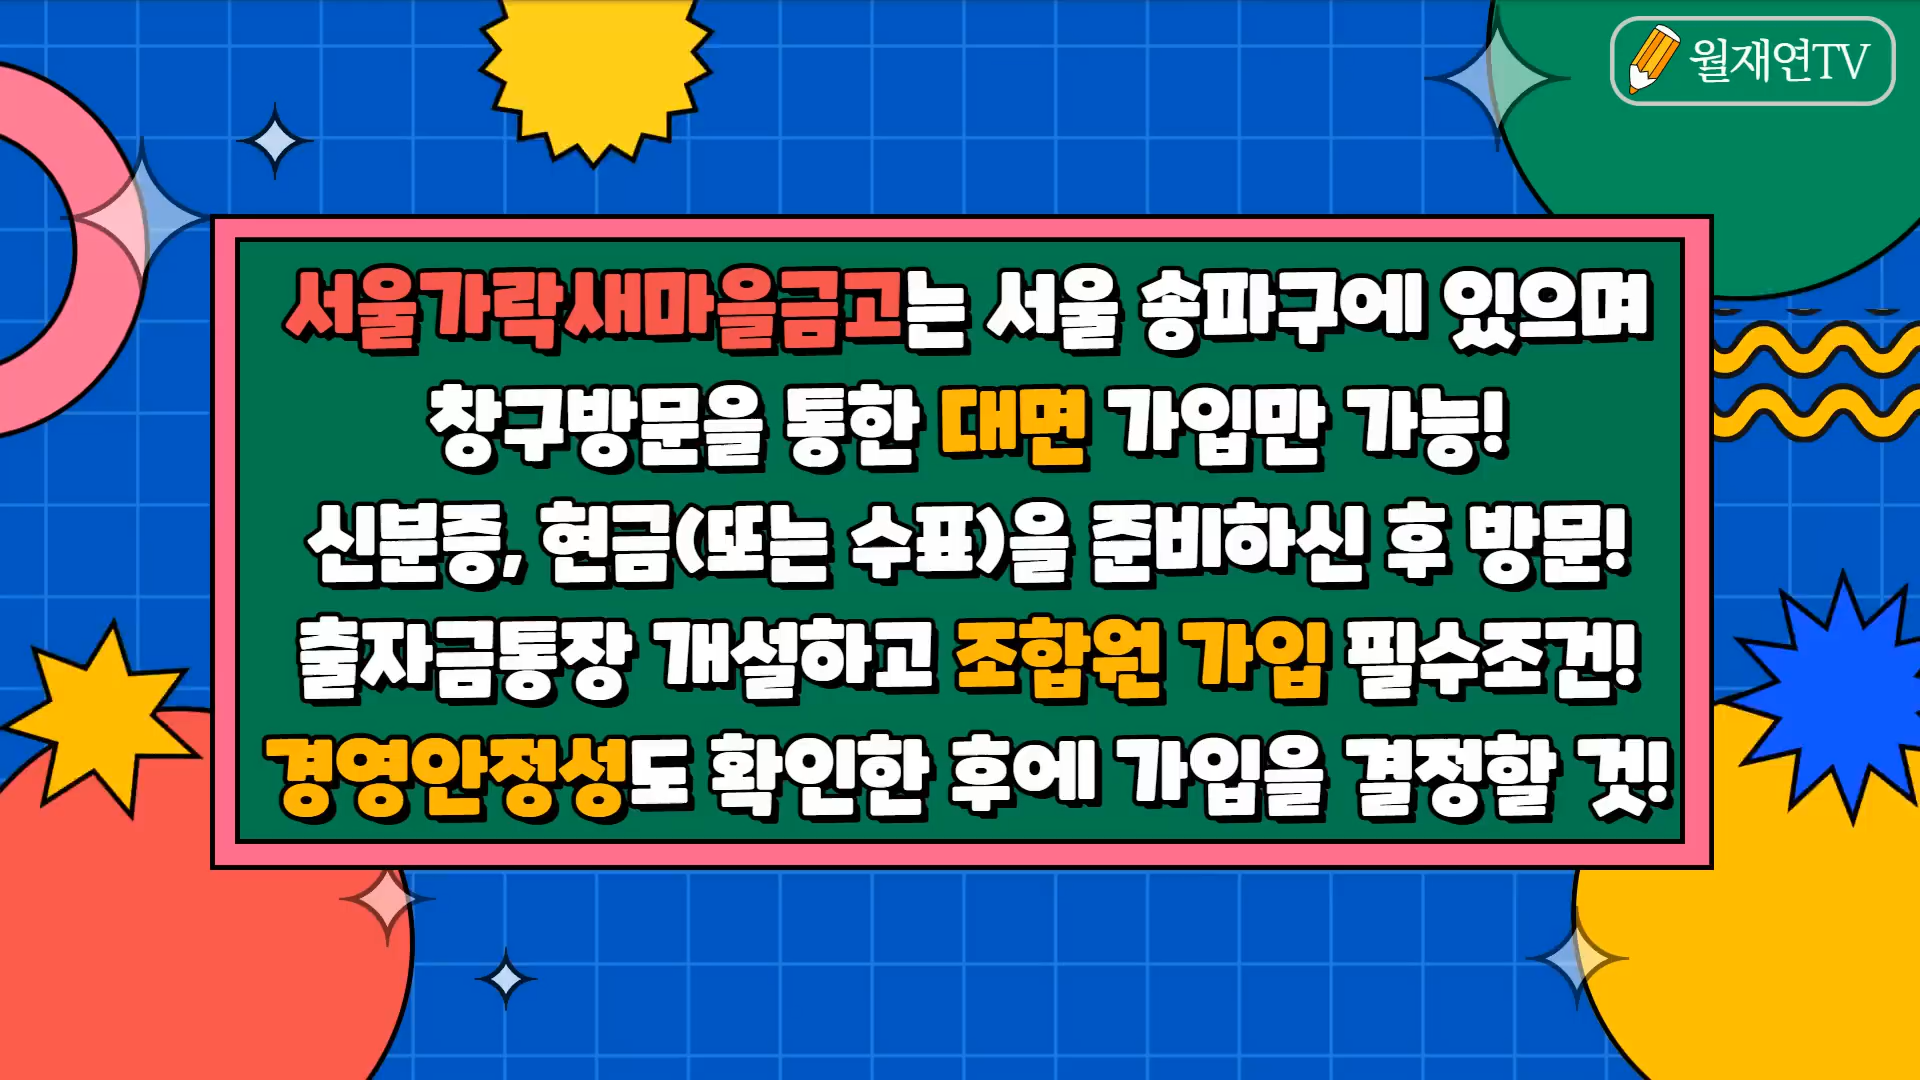 월재연TV
서울가락새마을금고는 서울 송파구에 있으며
창구방문을 통한 대면 가입만 가능!
신분증, 현금(또는 수표)을 준비하신 후 방문!
출자금통장 개설하고 조합원 가입 필수조건!
경영안정성도 확인한 후에 가입을 결정할 것!